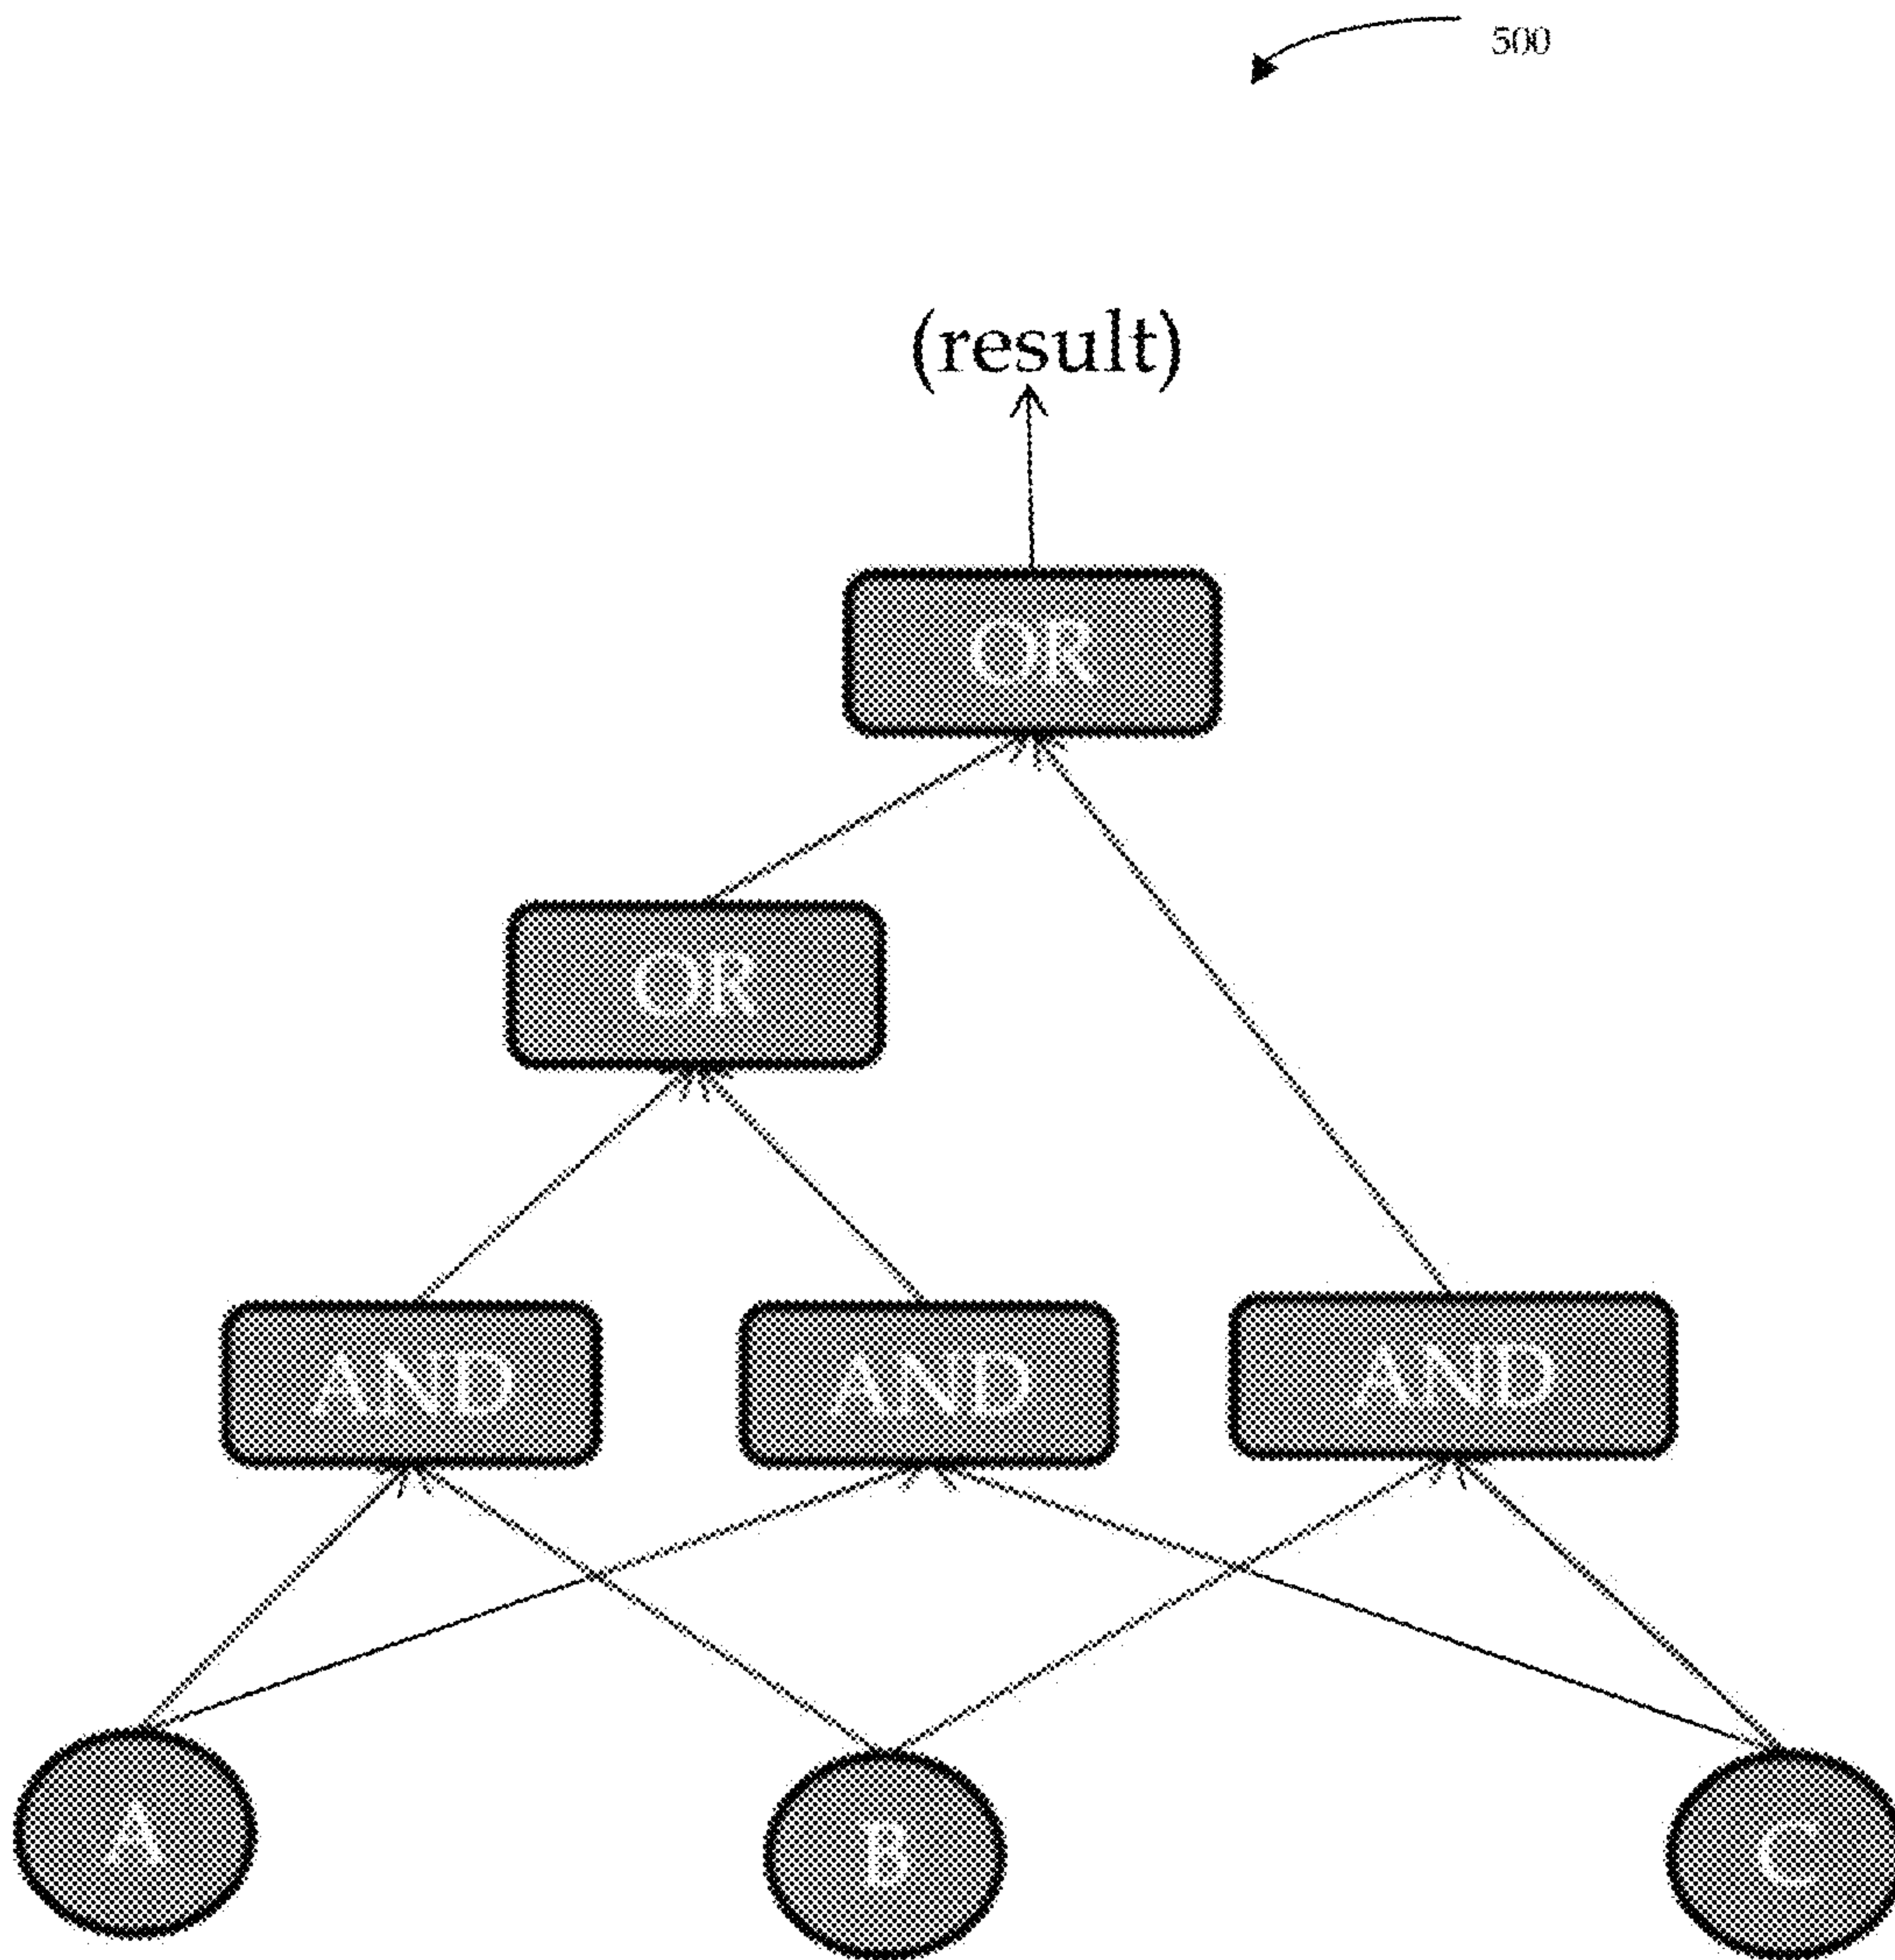 500
(result)
OR
OR
AND AND AND
A B C